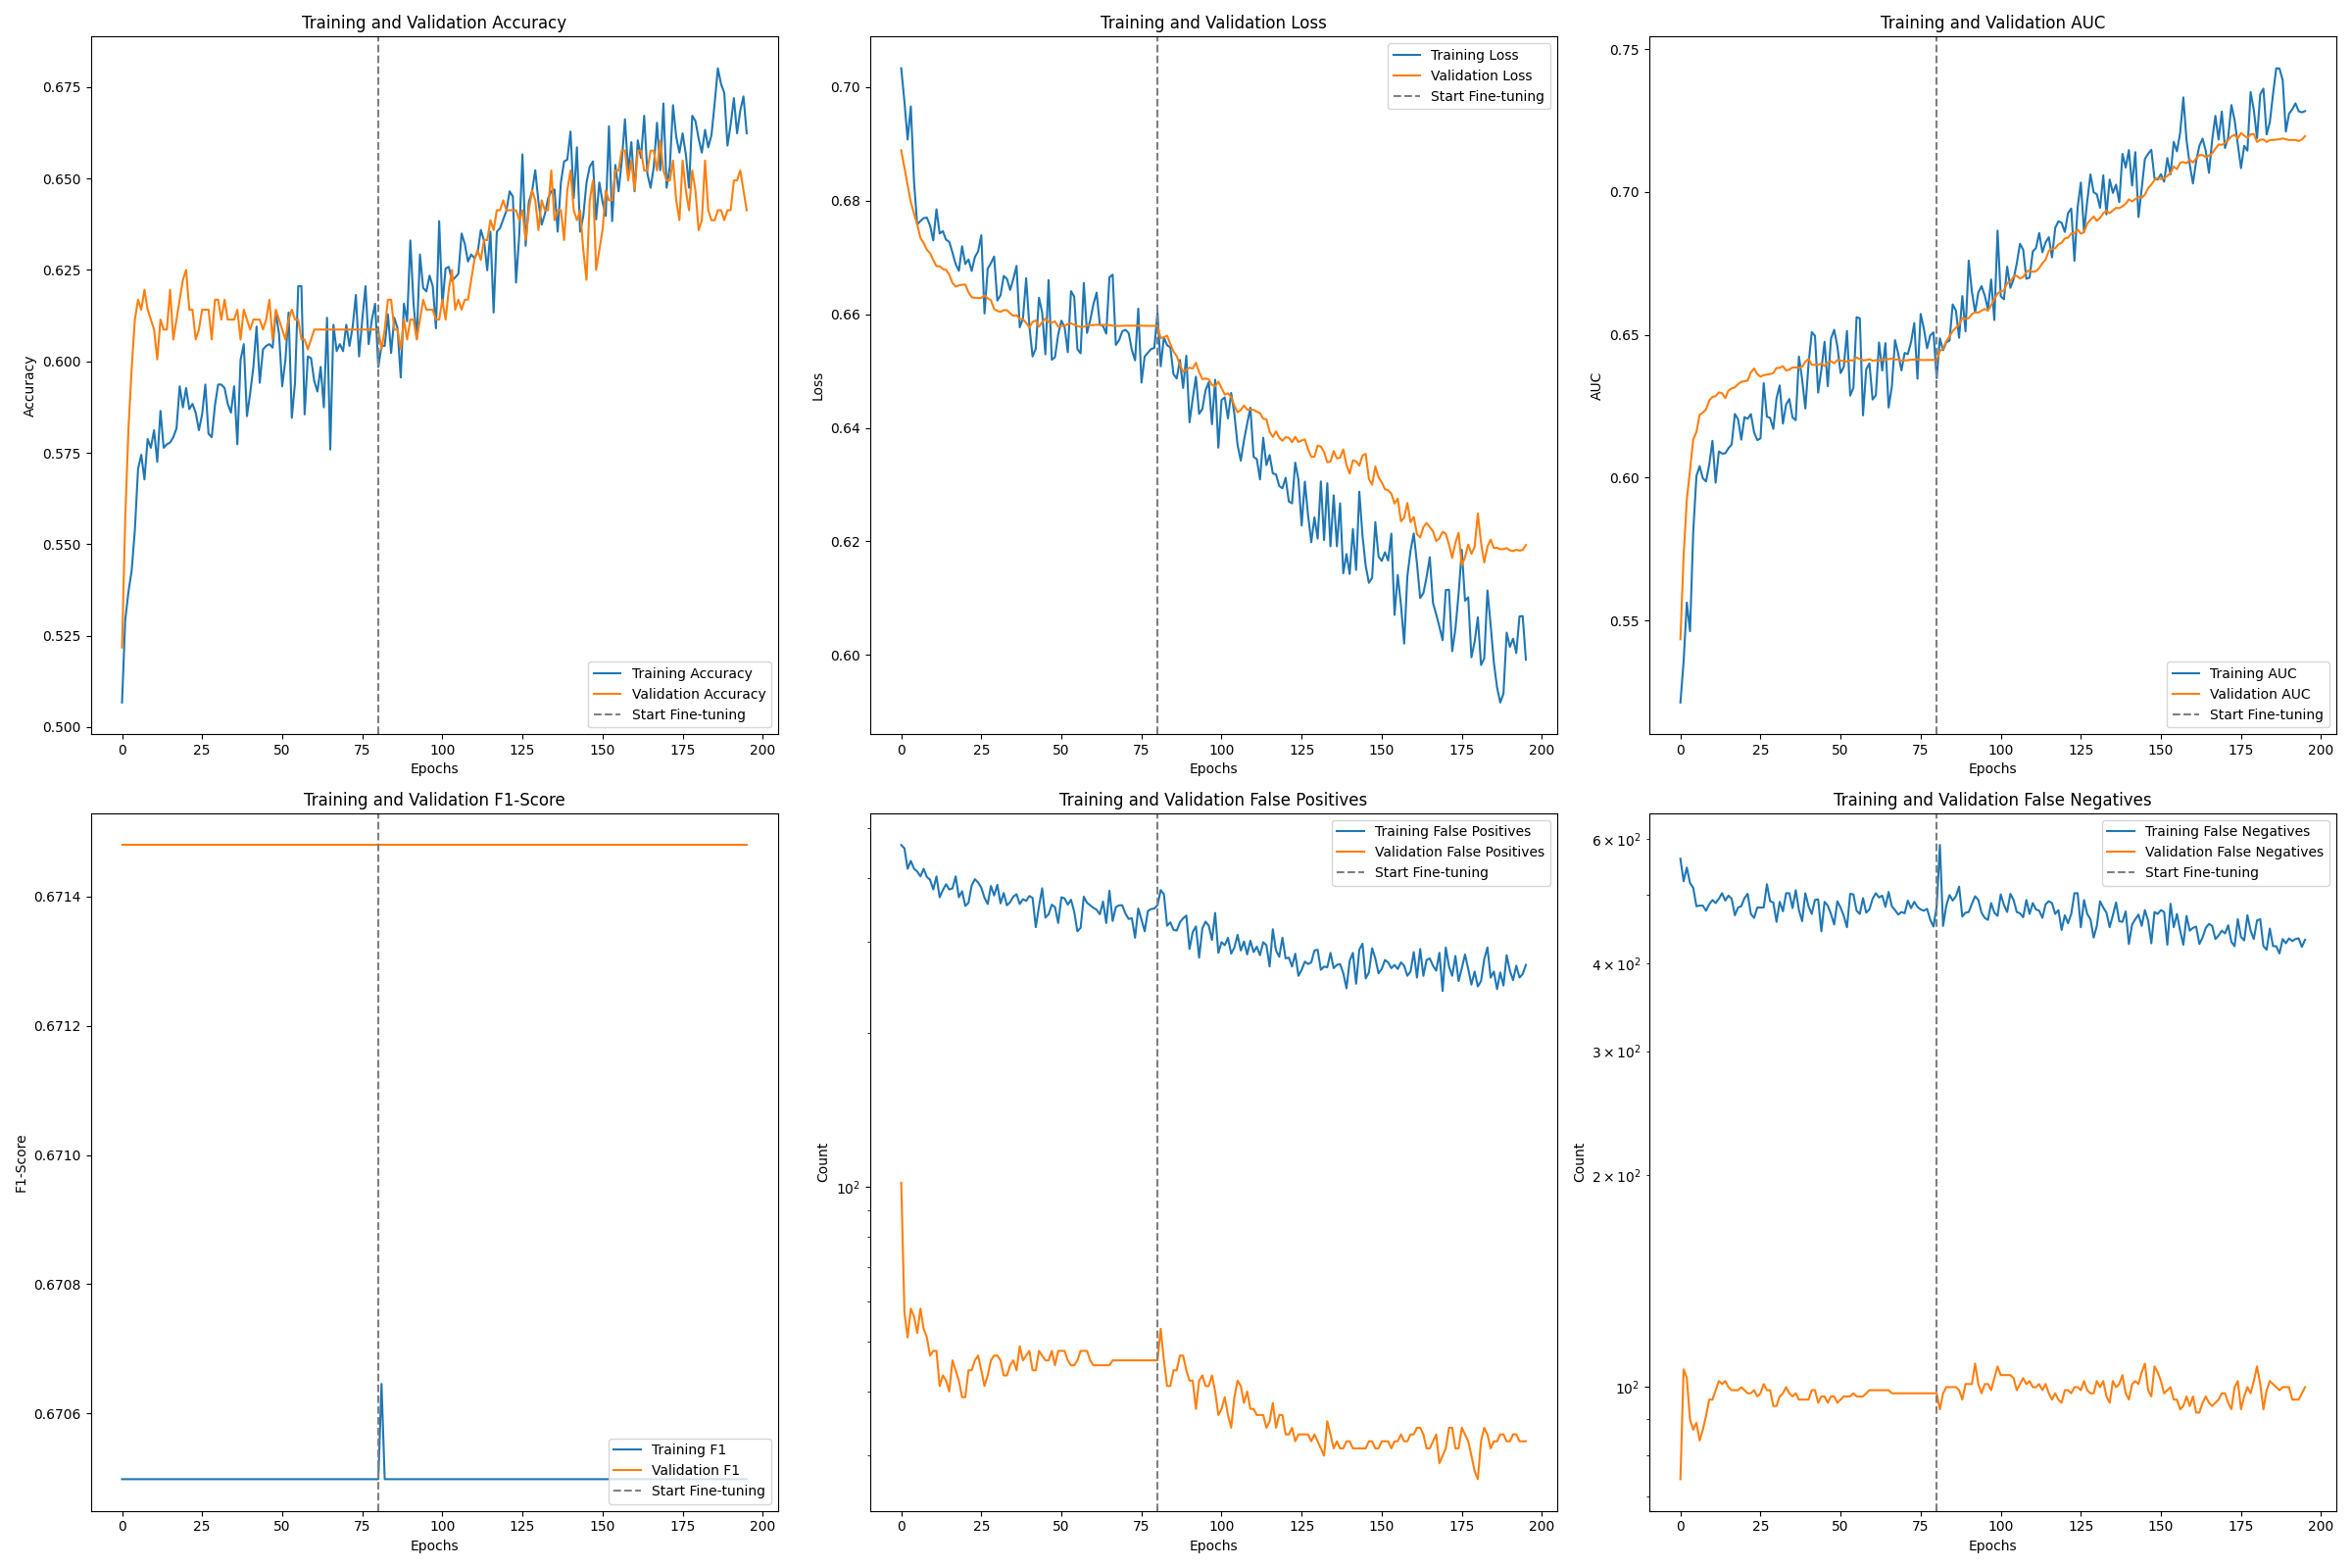 Training and Validation Accuracy
Accuracy
0.675
0.650
0.625
0.600
0.575
0.550
0.525
0.500
0 25 50 75 100 125 150 175 200
Epochs
Training Accuracy
Validation Accuracy
Start Fine-tuning
Training and Validation Loss
Loss
0.70
0.68
0.66
0.64
0.62
0.60
0 25 50 75 100 125 150 175 200
Epochs
Training Loss
Validation Loss
Start Fine-tuning
Training and Validation AUC
AUC
0.75
0.70
0.65
0.60
0.55
0 25 50 75 100 125 150 175 200
Epochs
Training AUC
Validation AUC
Start Fine-tuning
Training and Validation F1-Score
F1-Score
0.6714
0.6712
0.6710
0.6708
0.6706
0 25 50 75 100 125 150 175 200
Epochs
Training F1
Validation F1
Start Fine-tuning
Training and Validation False Positives
Count
10²
0 25 50 75 100 125 150 175 200
Epochs
Training False Positives
Validation False Positives
Start Fine-tuning
Training and Validation False Negatives
Count
6 × 10²
4 × 10²
3 × 10²
2 × 10²
10²
0 25 50 75 100 125 150 175 200
Epochs
Training False Negatives
Validation False Negatives
Start Fine-tuning